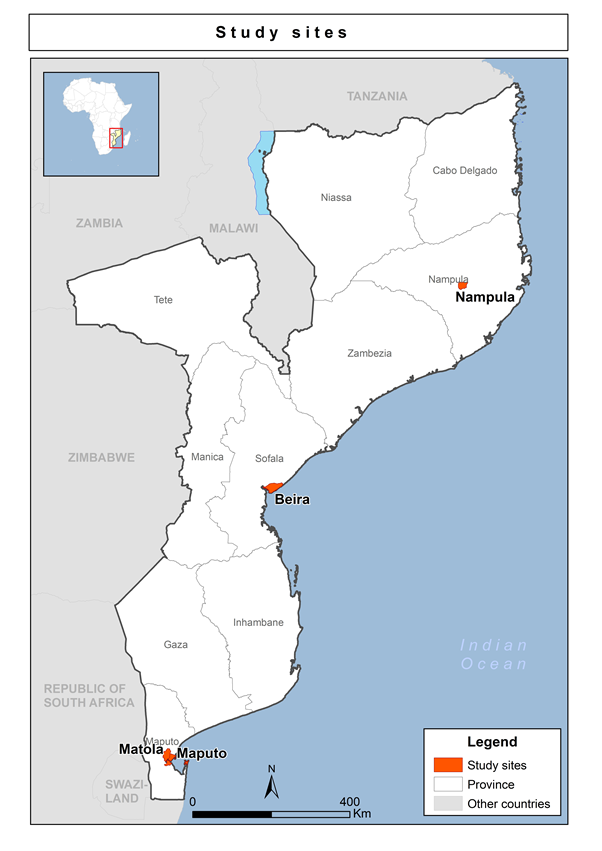 Study sites
TANZANIA
Cabo Delgado
Niassa
ZAMBIA
MALAWI
Nampula
Nampula
Tete
Zambezia
ZIMBABWE
Manica
Sofala
Beira
Inhambane
Gaza
Indian
Ocean
REPUBLIC OF
SOUTH AFRICA
Maputo
Matola
Maputo
SWAZI-
LAND
N
0
400
Km
Legend
Study sites
Province
Other countries